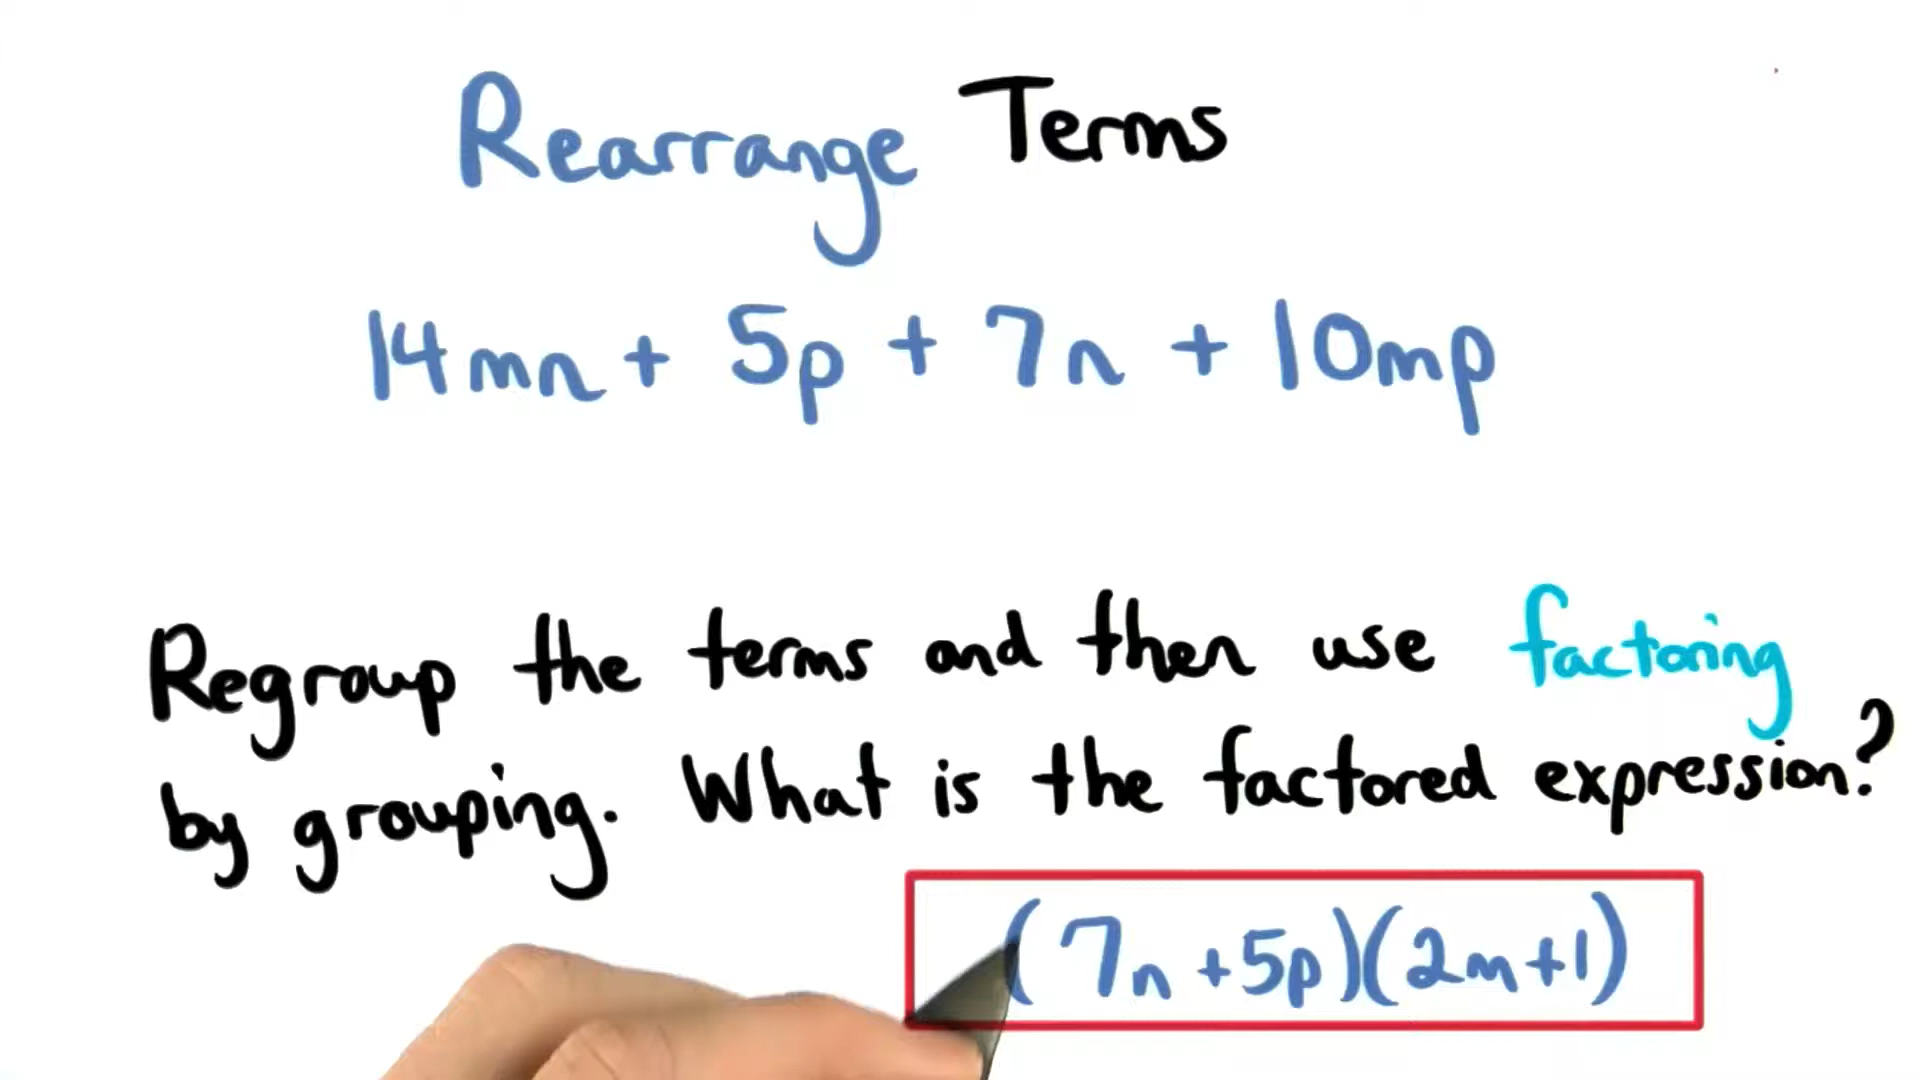 Rearrange Terms
14mn + 5p + 7n + 10mp
Regroup the terms and then use factoring
by grouping. What is the factored expression?
(7n+5p)(2m+1)